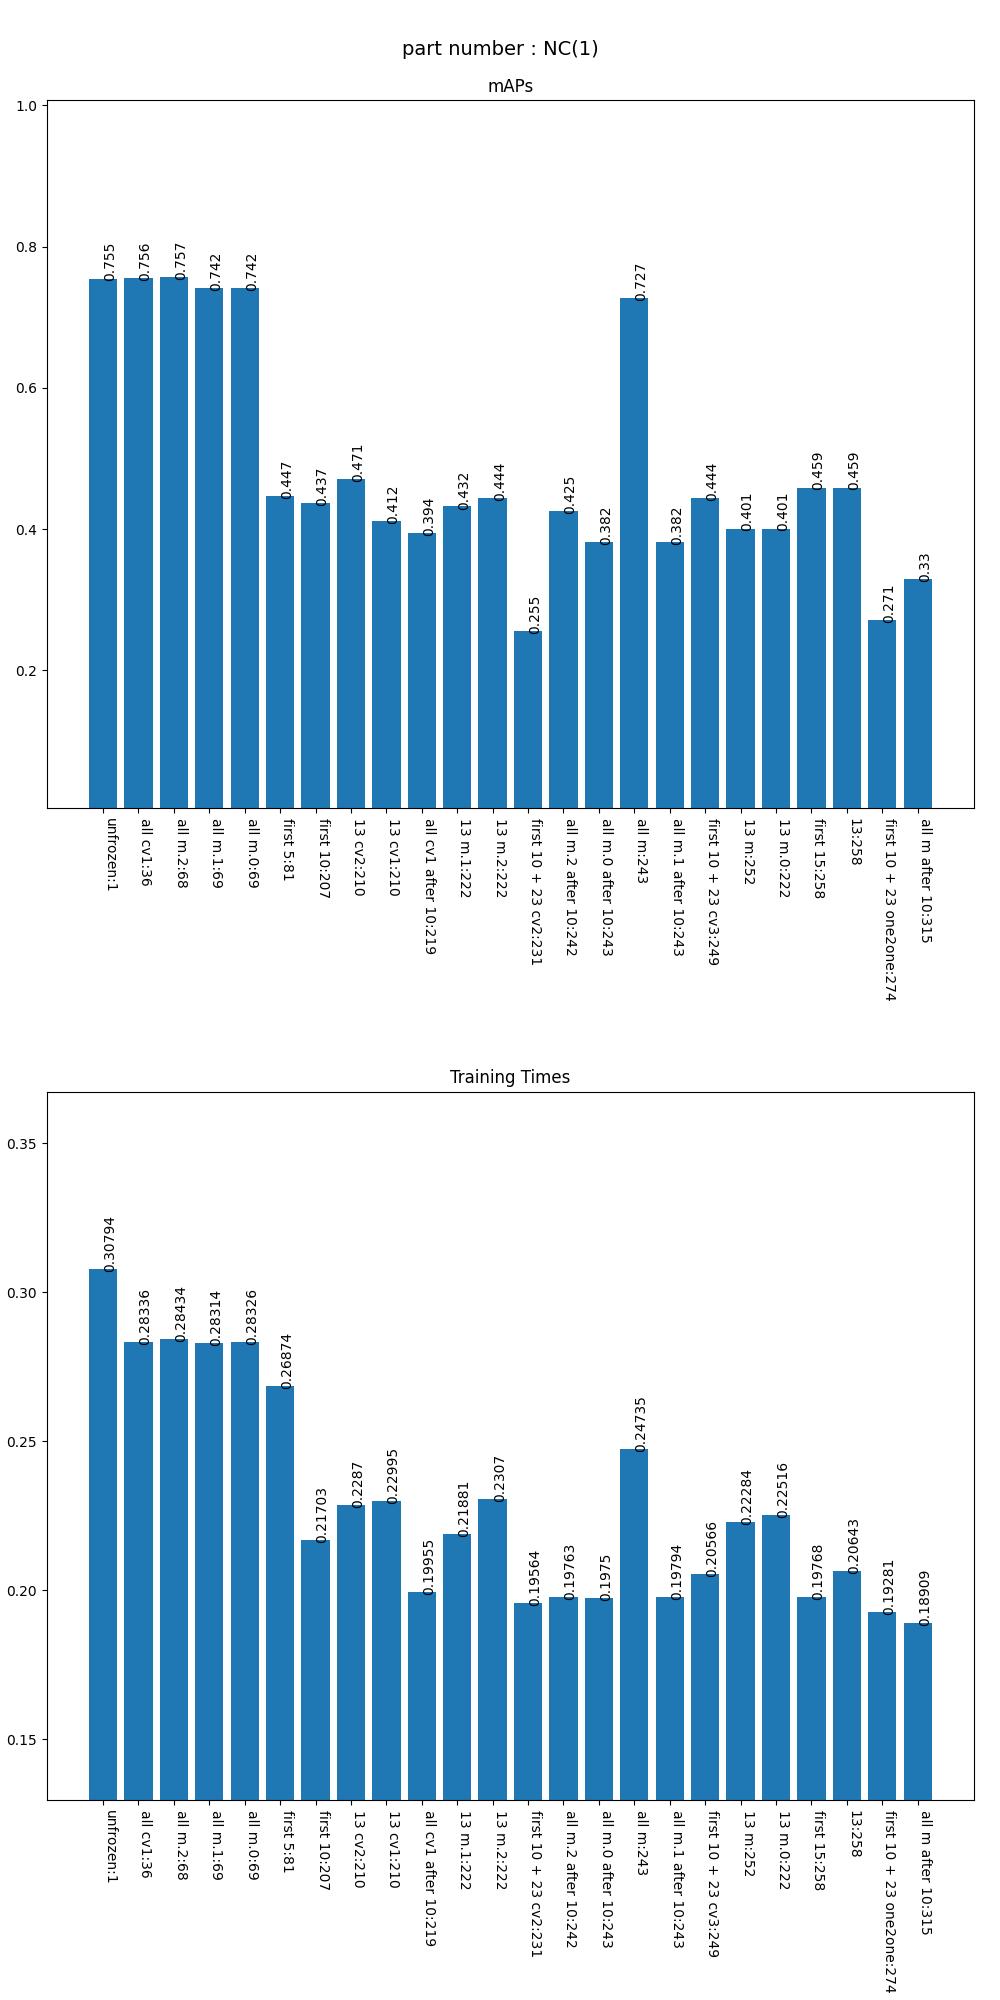 part number : NC(1)
mAPs
1.0
0.8
0.6
0.4
0.2
0.755
0.756
0.757
0.742
0.742
0.447
0.437
0.471
0.412
0.394
0.432
0.444
0.255
0.425
0.382
0.727
0.382
0.444
0.401
0.401
0.459
0.459
0.271
0.33
unfrozen:1
all cv1:36
all m.2:68
all m.1:69
all m.0:69
first 5:81
first 10:207
13 cv2:210
13 cv1:210
all cv1 after 10:219
13 m.1:222
13 m.2:222
first 10 + 23 cv2:231
all m.2 after 10:242
all m.0 after 10:243
all m:243
all m.1 after 10:243
first 10 + 23 cv3:249
13 m:252
13 m.0:222
first 15:258
13:258
first 10 + 23 one2one:274
all m after 10:315
Training Times
0.35
0.30
0.25
0.20
0.15
0.30794
0.28336
0.28434
0.28314
0.28326
0.26874
0.21703
0.2287
0.22995
0.19955
0.21881
0.2307
0.19564
0.19763
0.1975
0.24735
0.19794
0.20566
0.22284
0.22516
0.19768
0.20643
0.19281
0.18909
unfrozen:1
all cv1:36
all m.2:68
all m.1:69
all m.0:69
first 5:81
first 10:207
13 cv2:210
13 cv1:210
all cv1 after 10:219
13 m.1:222
13 m.2:222
first 10 + 23 cv2:231
all m.2 after 10:242
all m.0 after 10:243
all m:243
all m.1 after 10:243
first 10 + 23 cv3:249
13 m:252
13 m.0:222
first 15:258
13:258
first 10 + 23 one2one:274
all m after 10:315